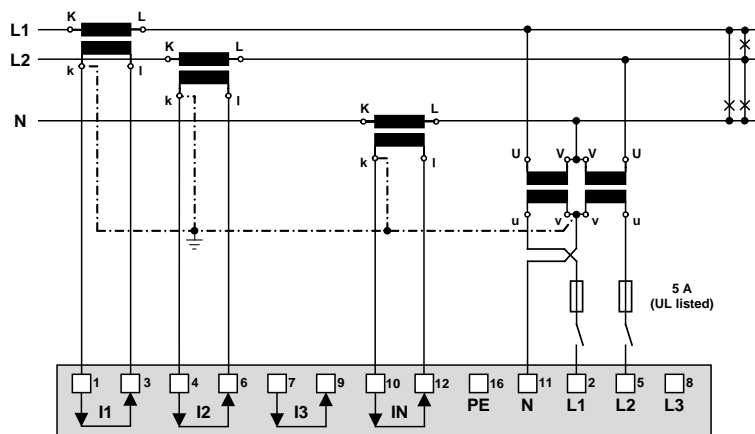 L1
K
L
L2
K
L
k
l
k
l
N
K
L
k
l
U
V
V
U
u
v
v
u
5 A
(UL listed)
1
3
4
6
7
9
10
12
16
11
2
5
8
I1
I2
I3
IN
PE
N
L1
L2
L3